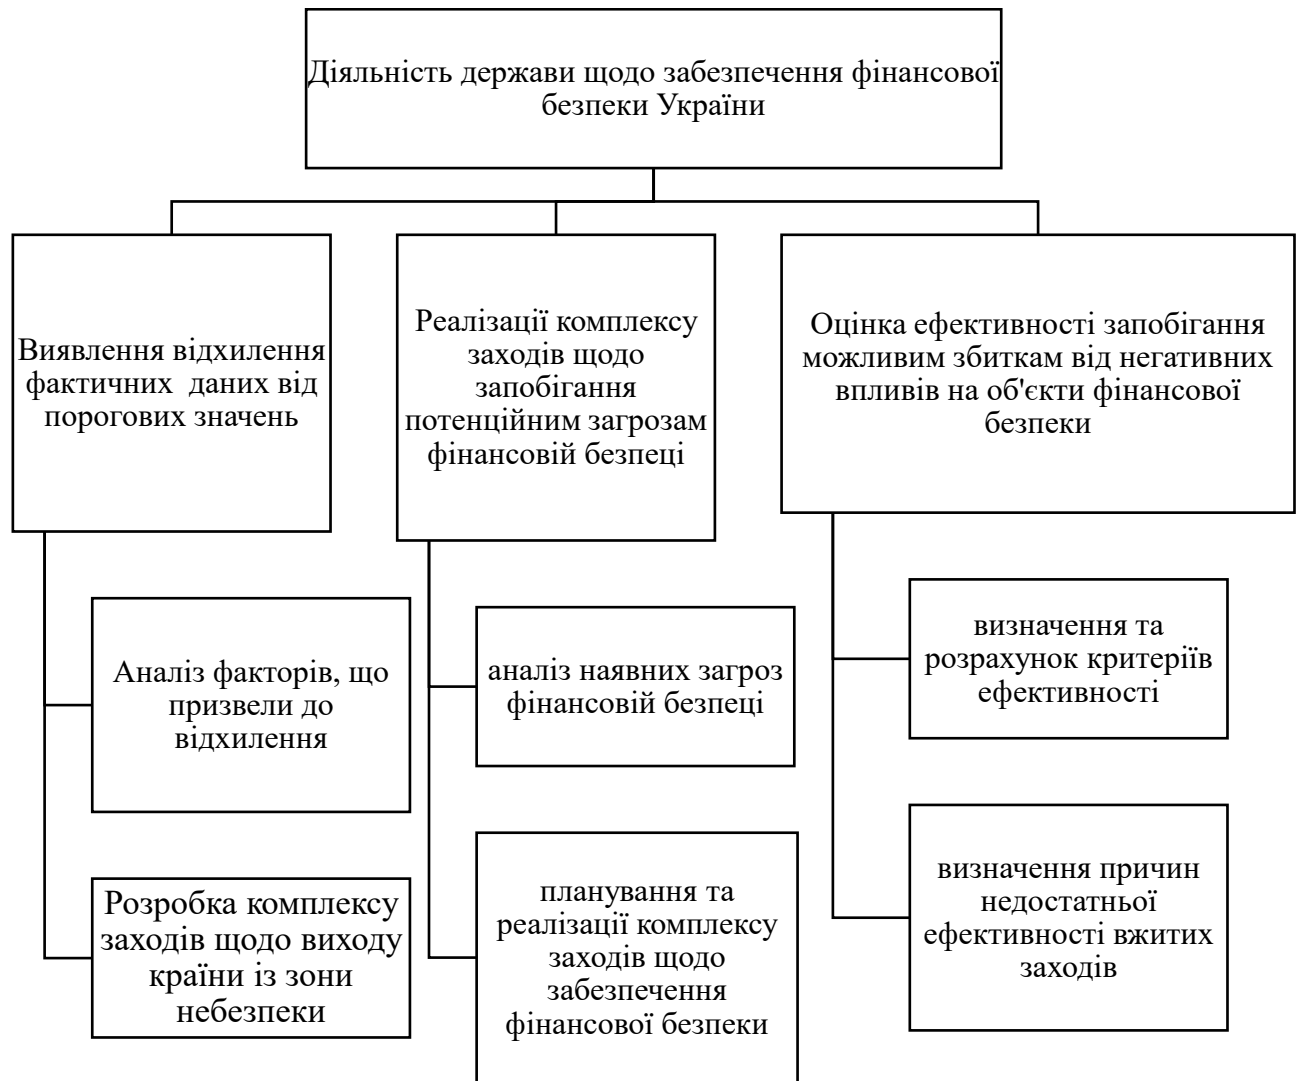 Діяльність держави щодо забезпечення фінансової
безпеки України
Виявлення відхилення
фактичних даних від
порогових значень
Аналіз факторів, що
призвели до
відхилення
Розробка комплексу
заходів щодо виходу
країни із зони
небезпеки
Реалізації комплексу
заходів щодо
запобігання
потенційним загрозам
фінансовій безпеці
аналіз наявних загроз
фінансовій безпеці
планування та
реалізації комплексу
заходів щодо
забезпечення
фінансової безпеки
Оцінка ефективності запобігання
можливим збиткам від негативних
впливів на об'єкти фінансової
безпеки
визначення та
розрахунок критеріїв
ефективності
визначення причин
недостатньої
ефективності вжитих
заходів